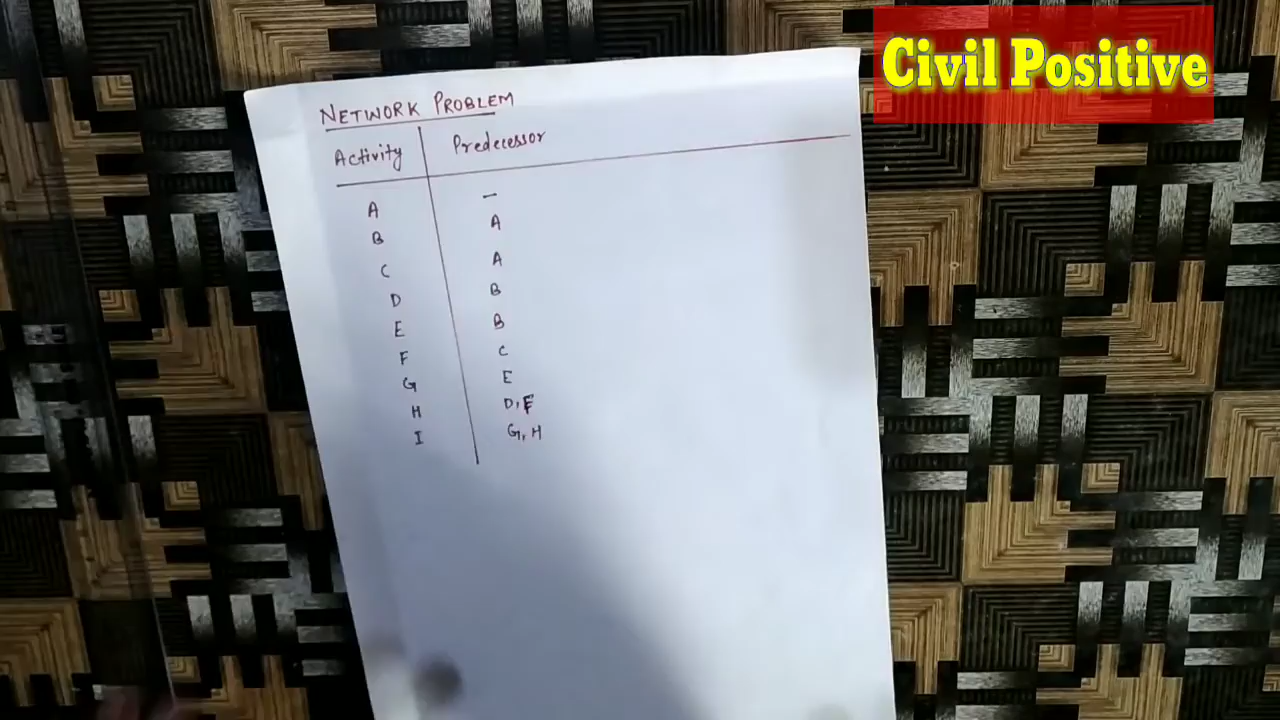 Civil Positive
NETWORK PROBLEM
Activity Predecessor
A –
B A
C A
D B
E B
F C
G E
H D, F
I G, H